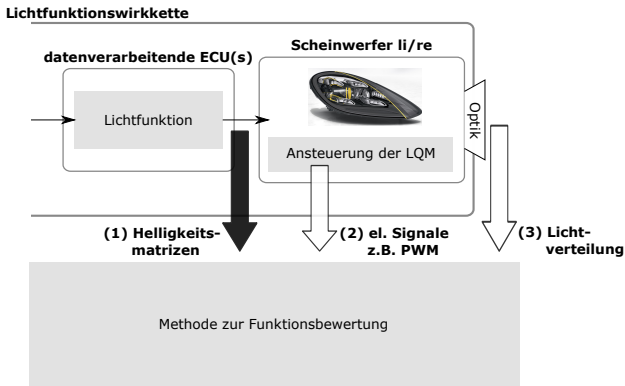 Lichtfunktionswirkkette
datenverarbeitende ECU(s)
Scheinwerfer li/re
Lichtfunktion
Ansteuerung der LQM
Optik
(1) Helligkeits-
matrizen
(2) el. Signale
z.B. PWM
(3) Licht-
verteilung
Methode zur Funktionsbewertung